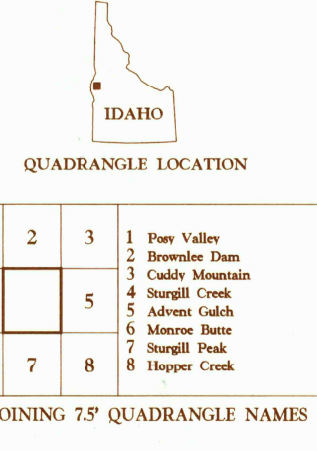 IDAHO
QUADRANGLE LOCATION
2 3
5
7 8
1 Posy Valley
2 Brownlee Dam
3 Cuddy Mountain
4 Sturgill Creek
5 Advent Gulch
6 Monroe Butte
7 Sturgill Peak
8 Hopper Creek
OINING 7.5' QUADRANGLE NAMES